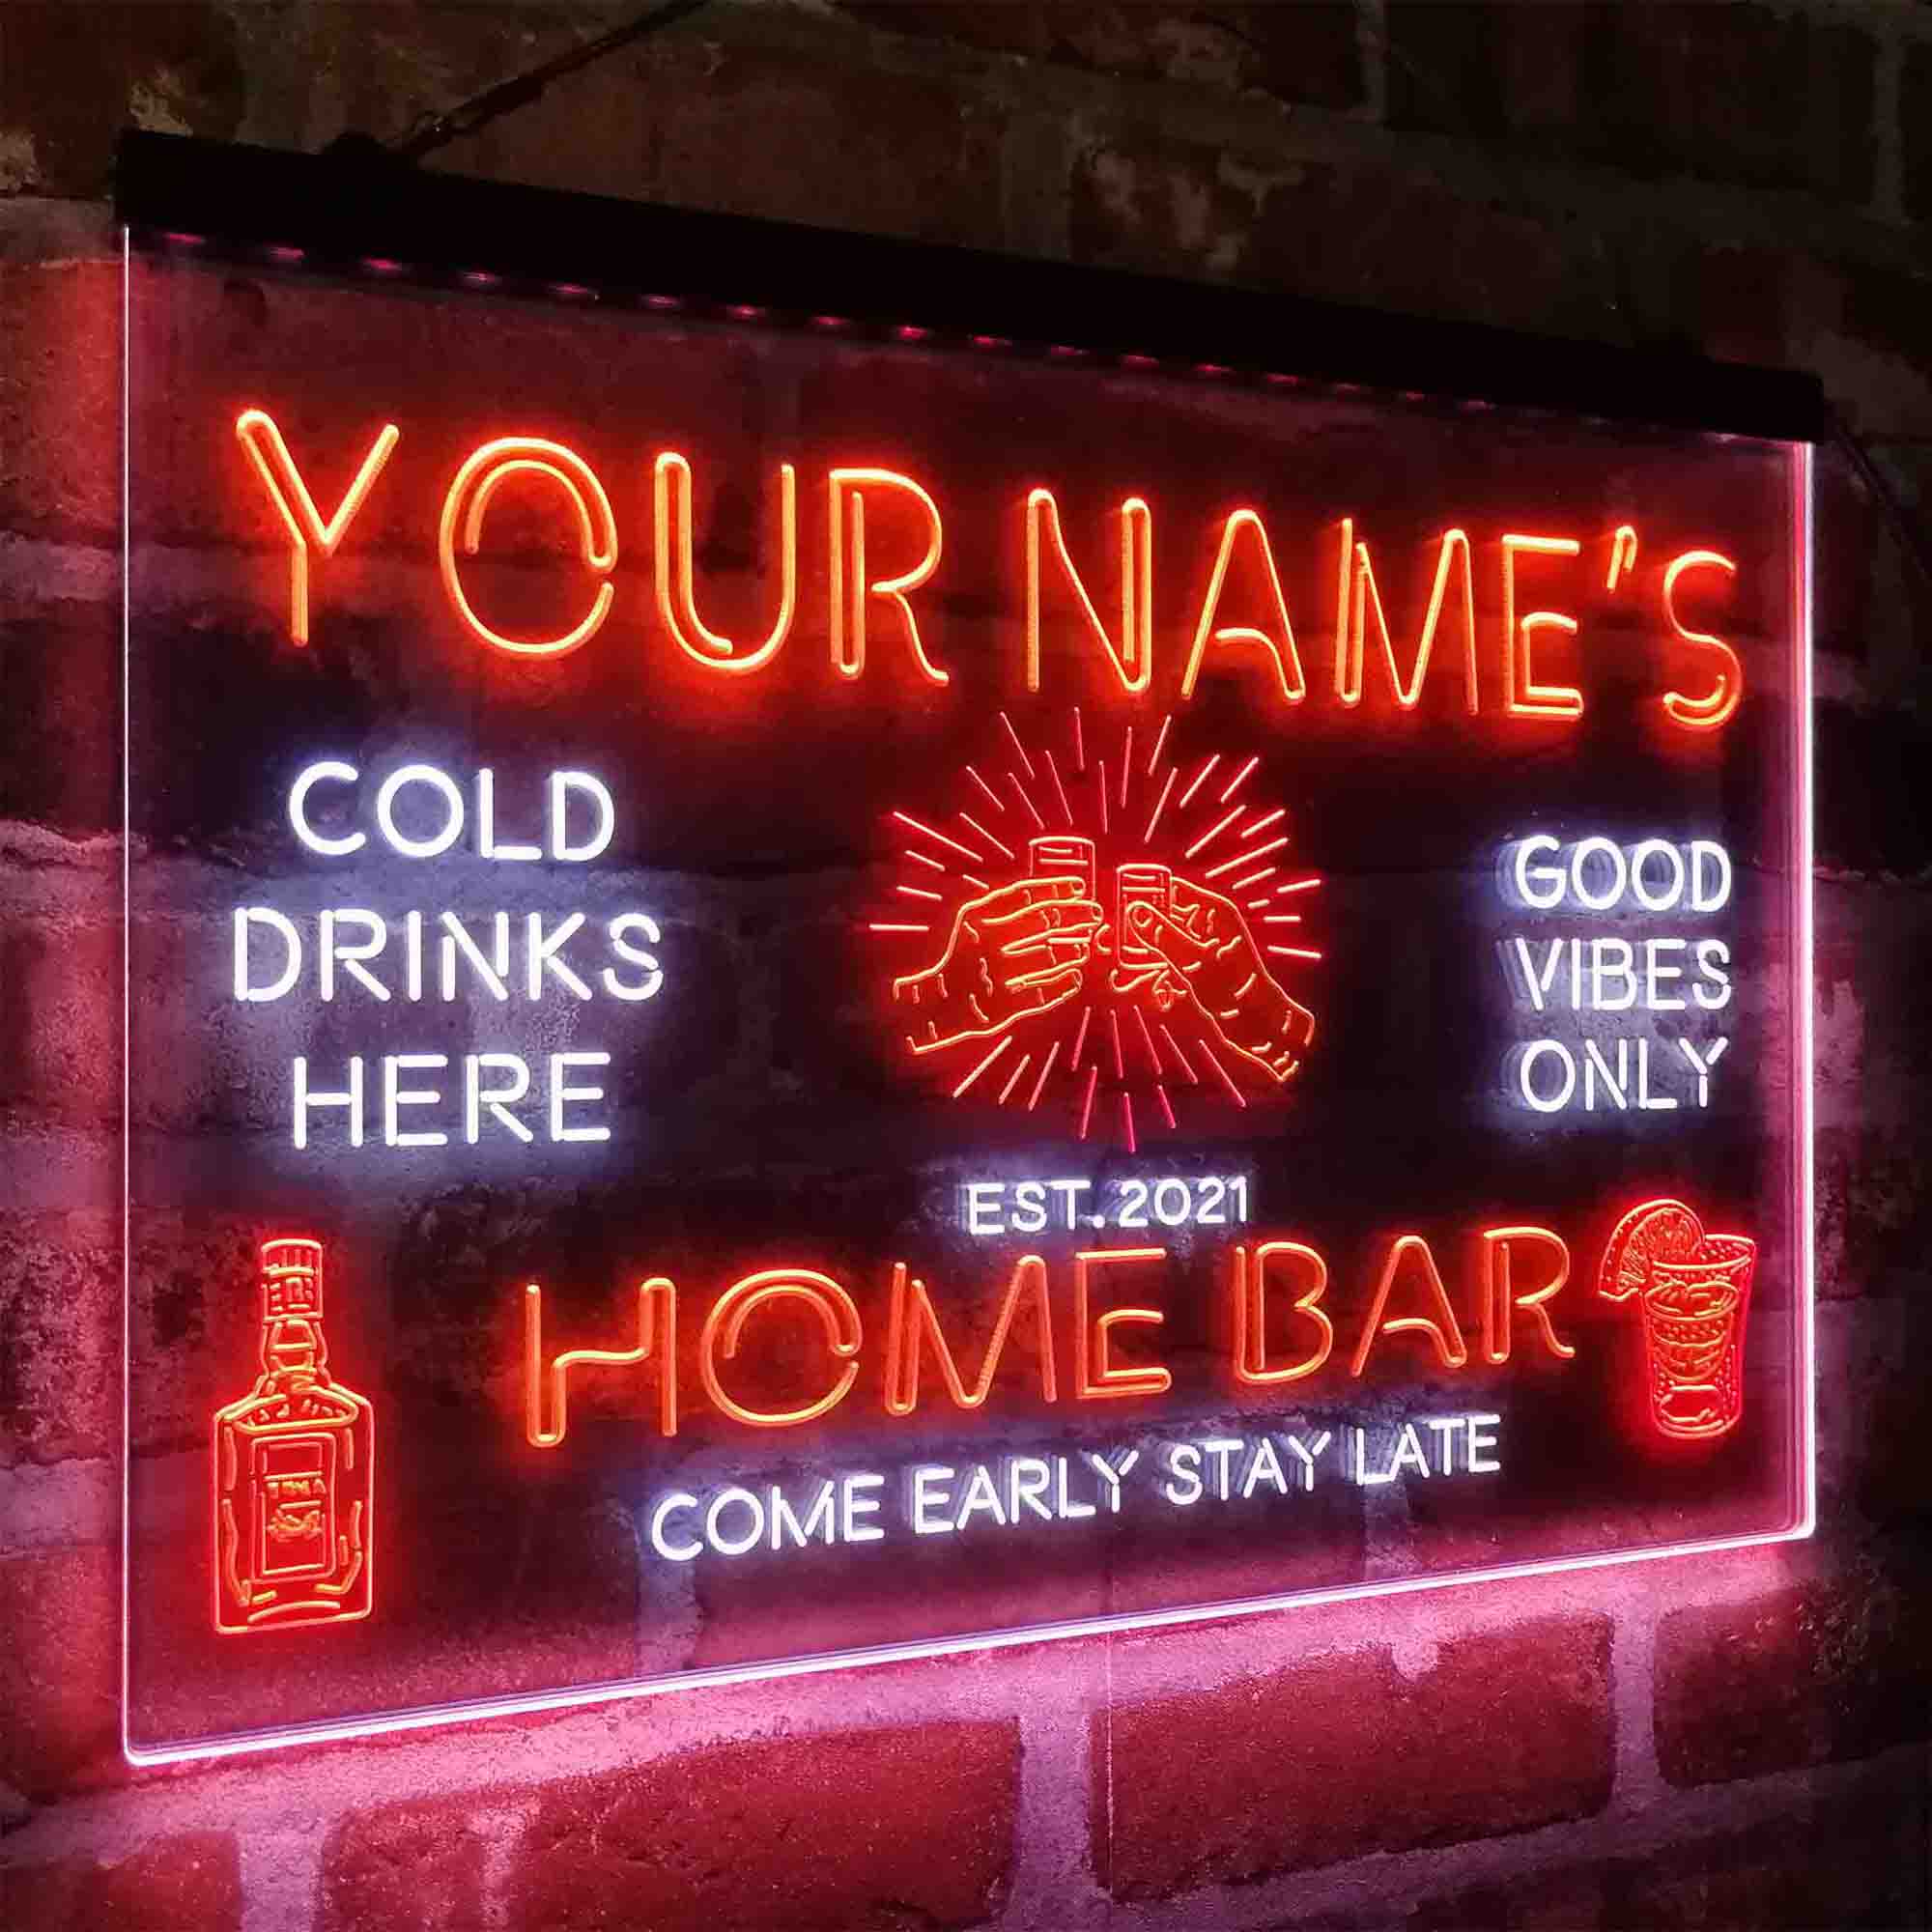 YOUR NAME'S
COLD
DRINKS
HERE
GOOD
VIBES
ONLY
EST. 2021
HOME BAR
COME EARLY STAY LATE